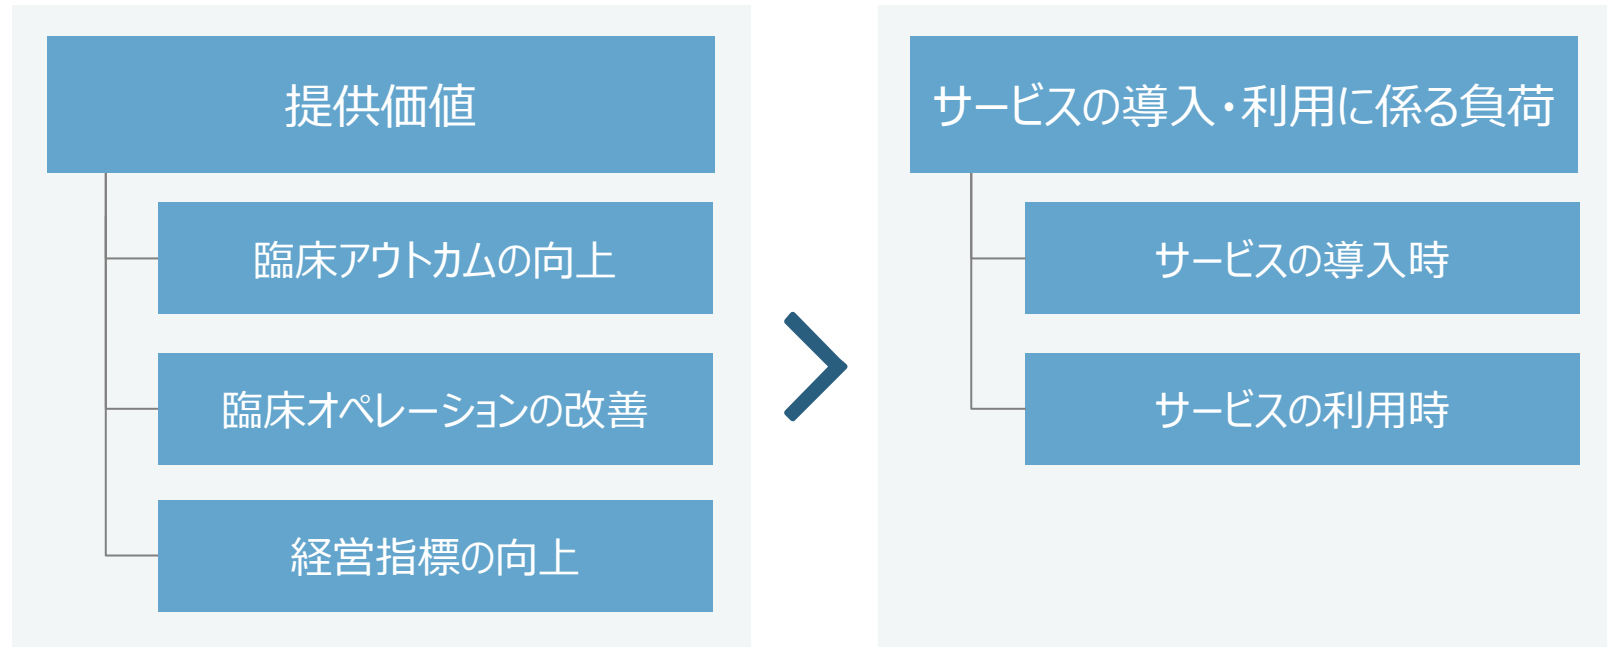 提供価値
臨床アウトカムの向上
臨床オペレーションの改善
経営指標の向上
サービスの導入・利用に係る負荷
サービスの導入時
サービスの利用時